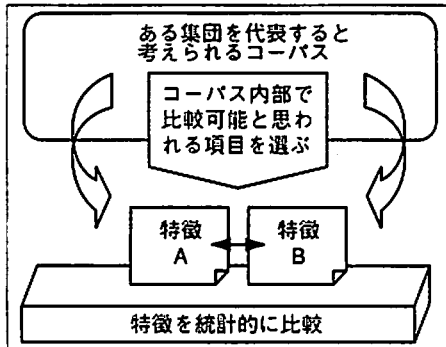 ある集団を代表すると
考えられるコーパス
コーパス内部で
比較可能と思わ
れる項目を選ぶ
特徴
A
特徴
B
特徴を統計的に比較